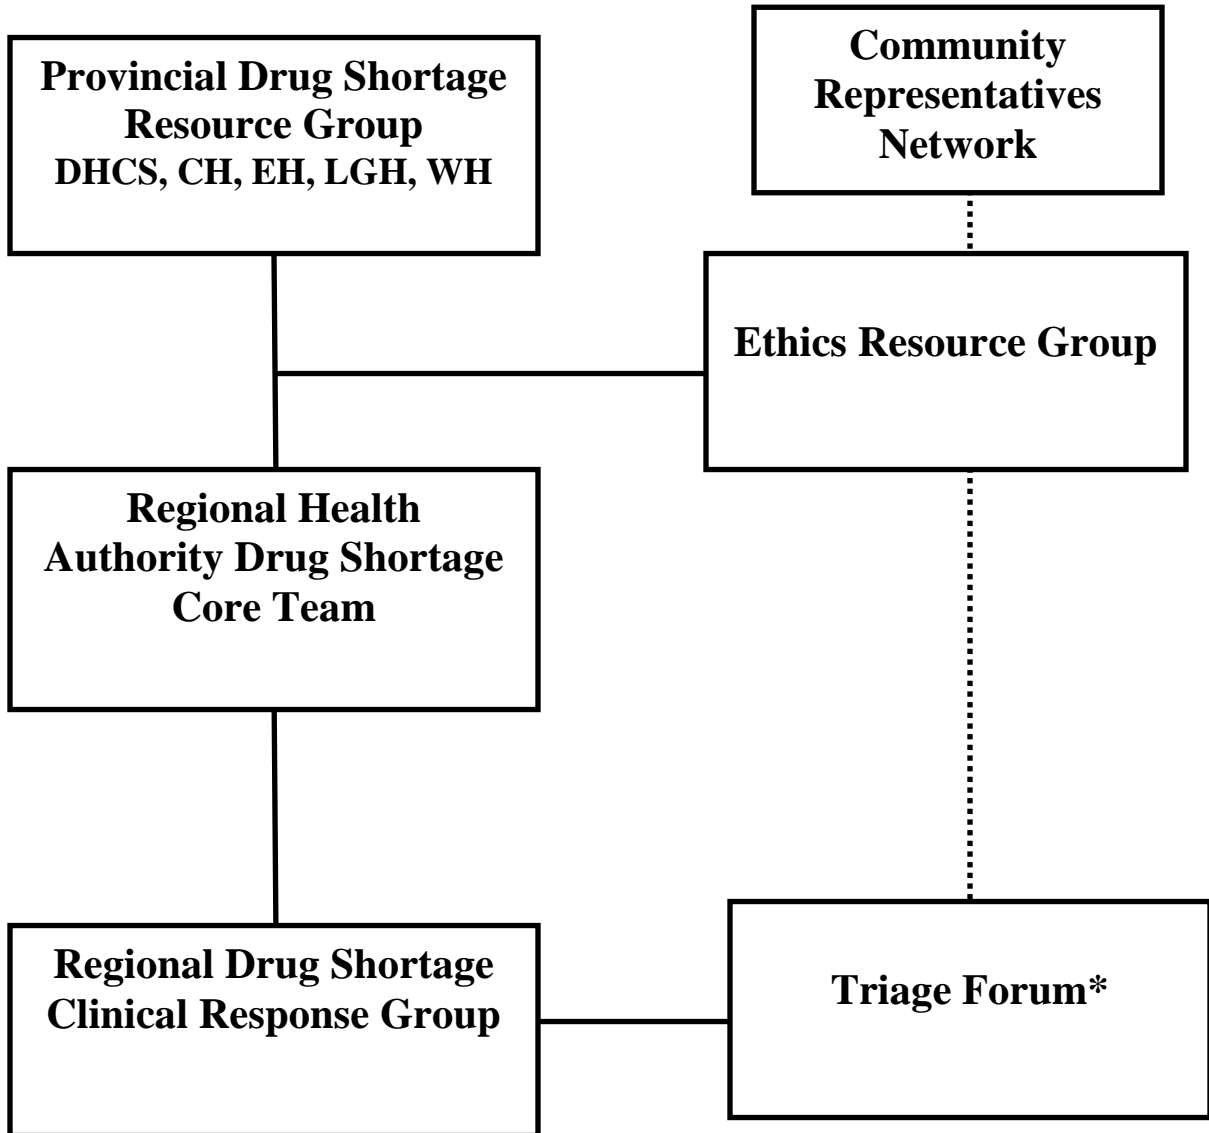 Provincial Drug Shortage
Resource Group
DHCS, CH, EH, LGH, WH
Community
Representatives
Network
Ethics Resource Group
Regional Health
Authority Drug Shortage
Core Team
Regional Drug Shortage
Clinical Response Group
Triage Forum*